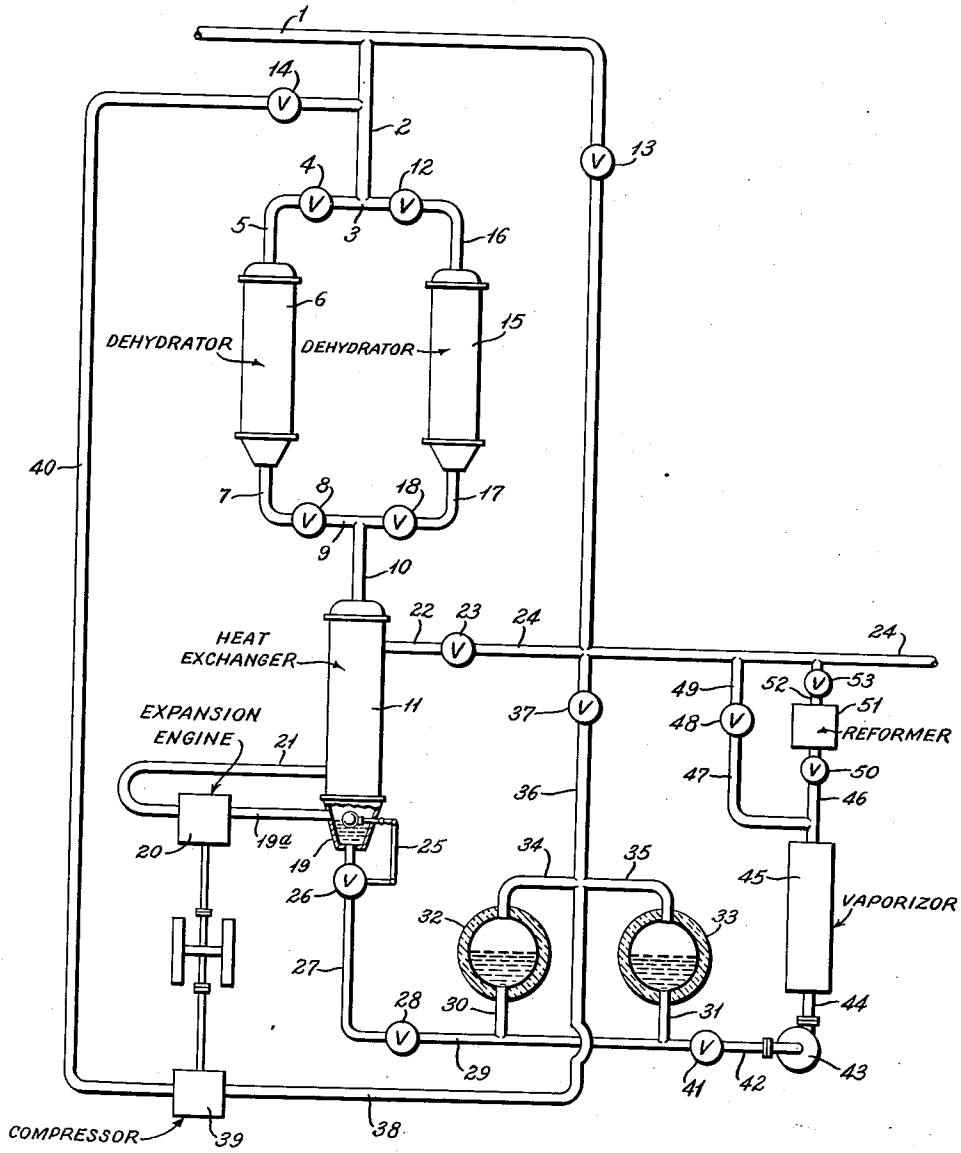 1
14
V
2
V
13
4
12
V
V
5
3
16
6
15
DEHYDRATOR
DEHYDRATOR
40
7
8
18
17
V
V
9
10
22
23
24
24
V
HEAT
EXCHANGER
49
52
V
53
51
11
37
V
48
V
REFORMER
EXPANSION
ENGINE
21
47
V
50
36
46
20
19a
19
25
34
35
45
26
V
32
33
VAPORIZOR
27
30
31
44
28
V
29
V
41
42
43
38
COMPRESSOR
39